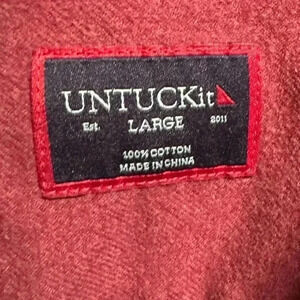 UNTUCKit
Est. LARGE 2011
100% COTTON
MADE IN CHINA